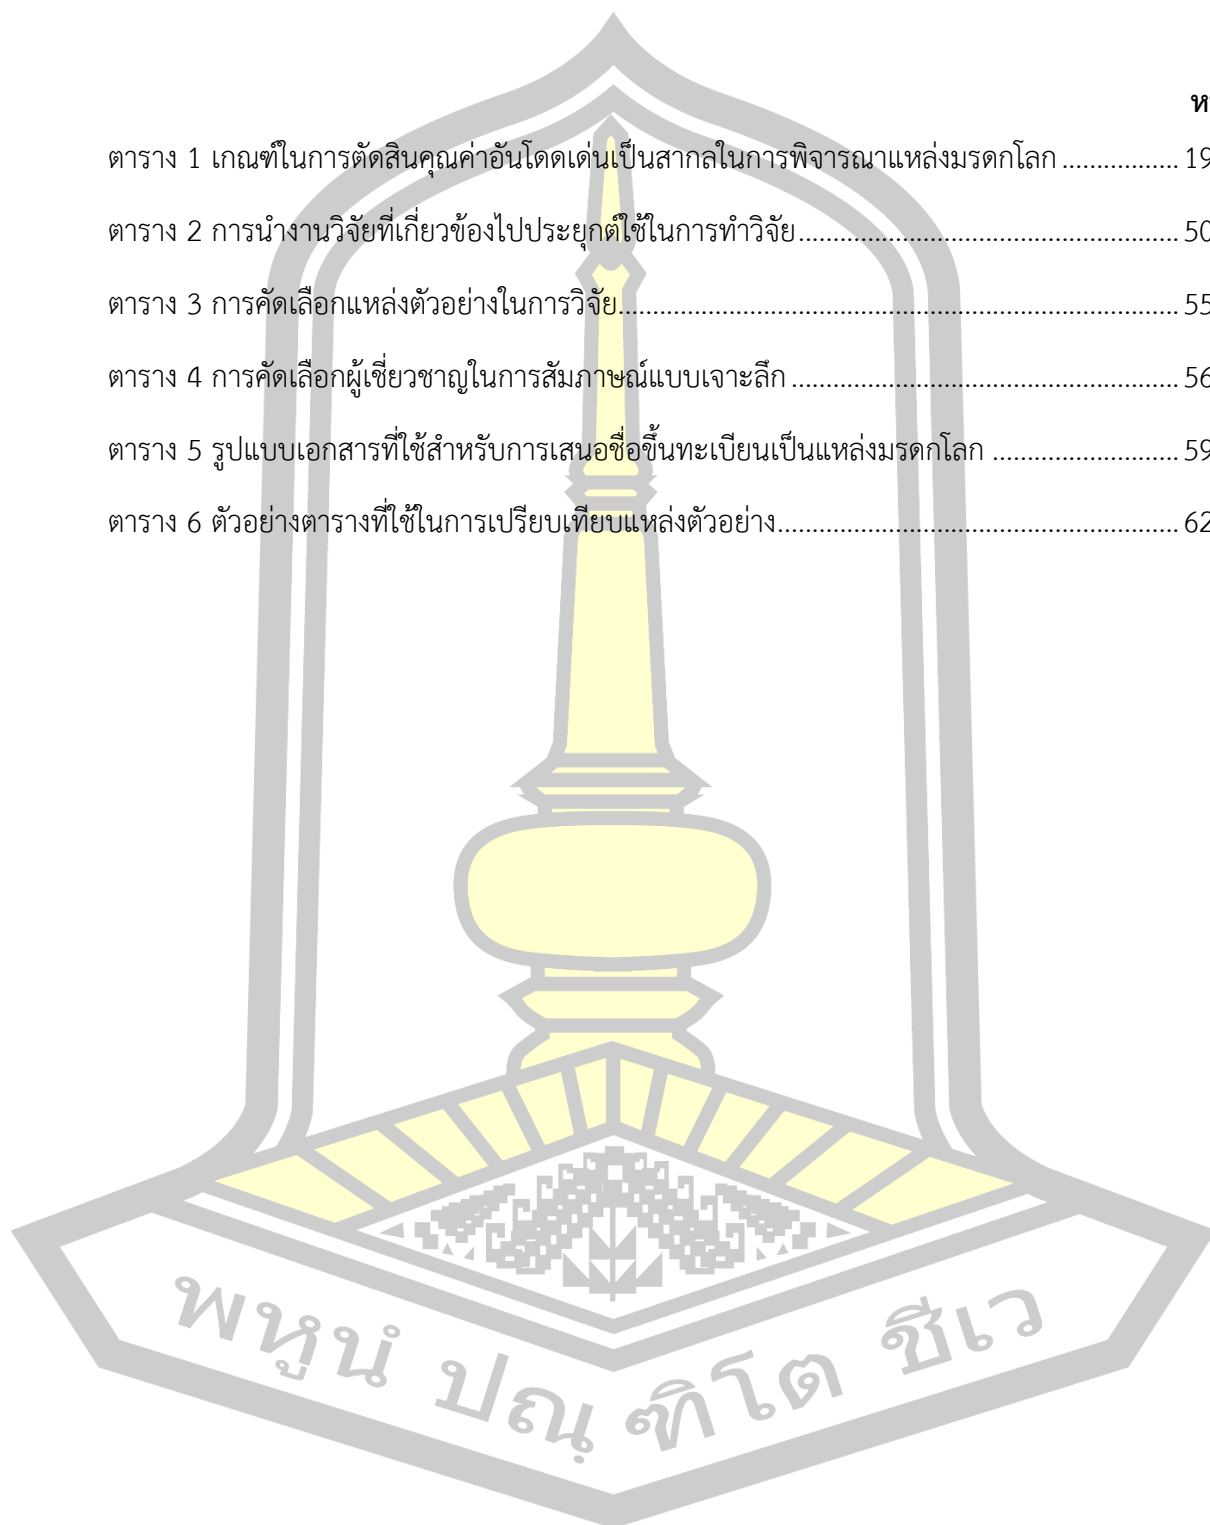 ตาราง 1 เกณฑ์ในการตัดสินคุณค่าอันโดดเด่นเป็นสากลในการพิจารณาแหล่งมรดกโลก ................. 19
ตาราง 2 การนำงานวิจัยที่เกี่ยวข้องไปประยุกต์ใช้ในการทำวิจัย ....................................................... 50
ตาราง 3 การคัดเลือกแหล่งตัวอย่างในการวิจัย ................................................................................. 55
ตาราง 4 การคัดเลือกผู้เชี่ยวชาญในการสัมภาษณ์แบบเจาะลึก ........................................................ 56
ตาราง 5 รูปแบบเอกสารที่ใช้สำหรับการเสนอชื่อขึ้นทะเบียนเป็นแหล่งมรดกโลก ........................... 59
ตาราง 6 ตัวอย่างตารางที่ใช้ในการเปรียบเทียบแหล่งตัวอย่าง .......................................................... 62
พหูนํ ปณฺฑิโต ชีเว